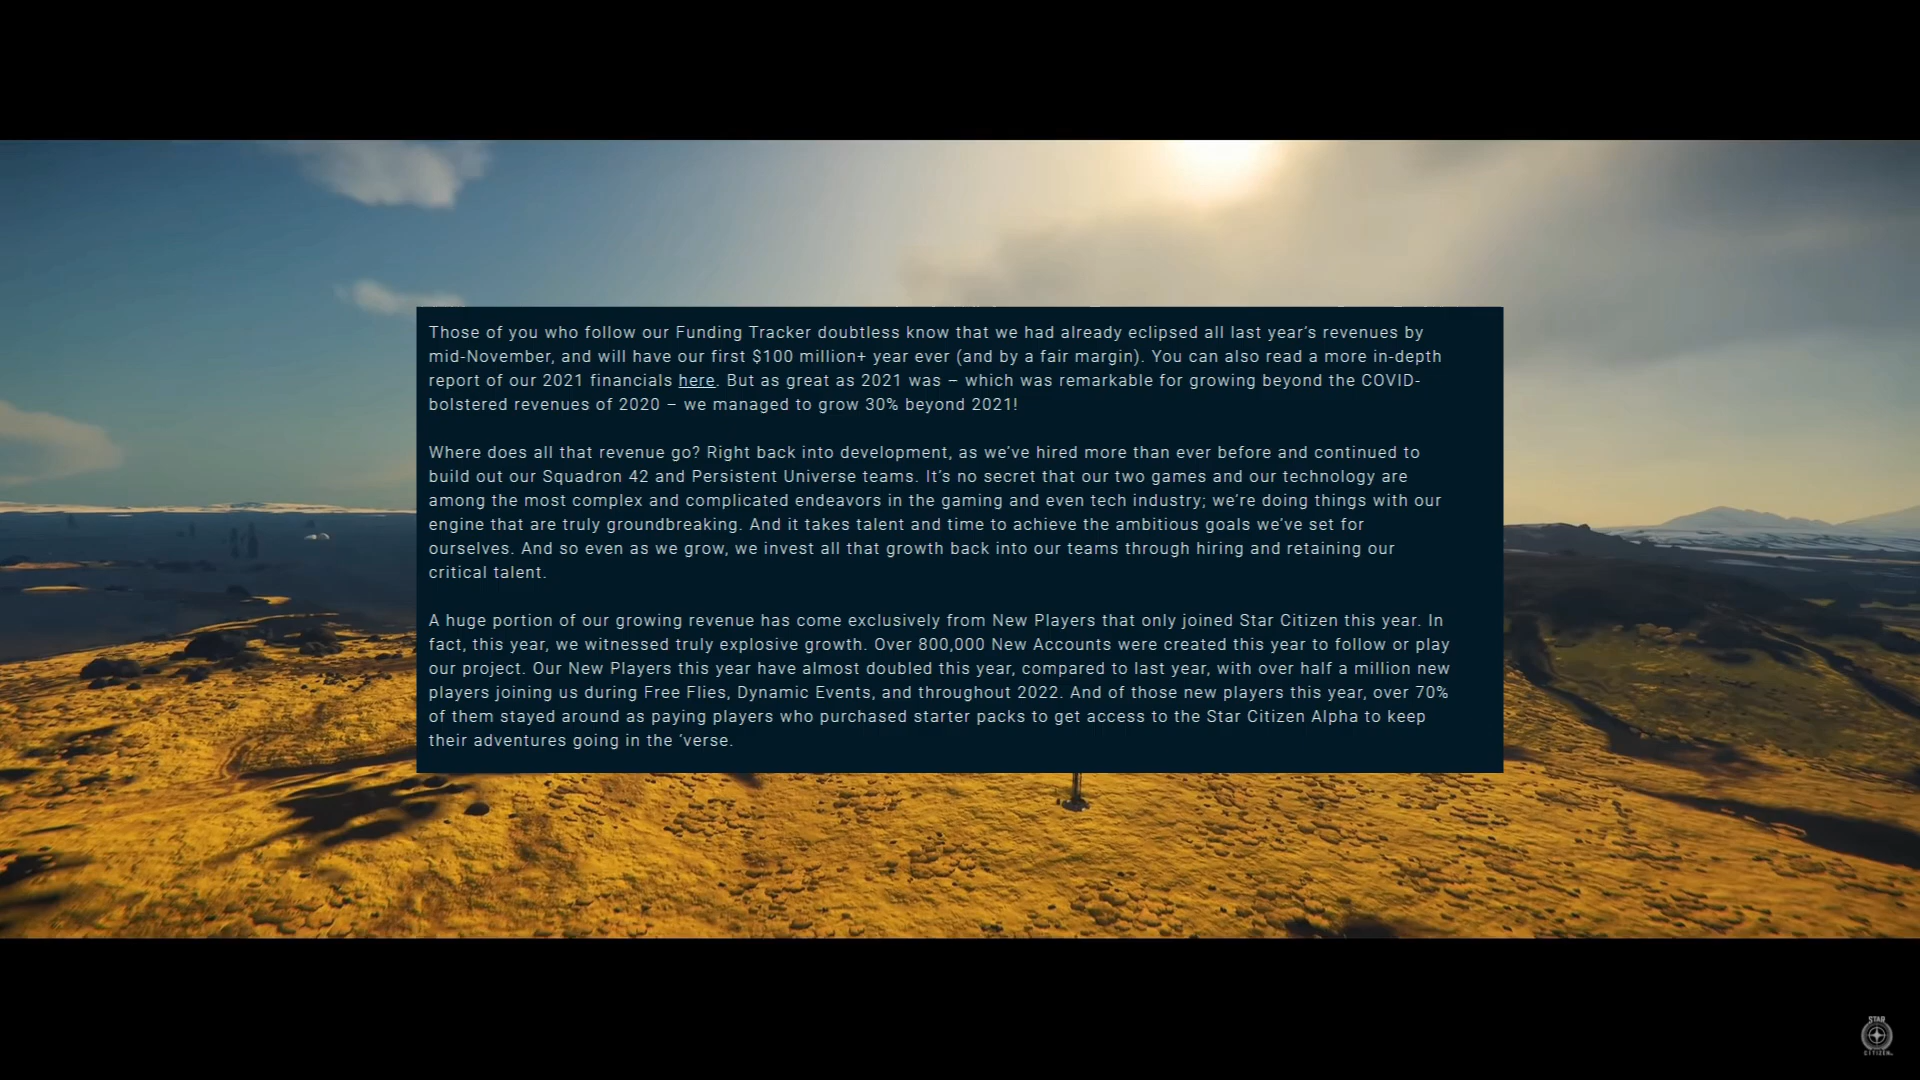 Those of you who follow our Funding Tracker doubtless know that we had already eclipsed all last year’s revenues by
mid-November, and will have our first $100 million+ year ever (and by a fair margin). You can also read a more in-depth
report of our 2021 financials here. But as great as 2021 was – which was remarkable for growing beyond the COVID-
bolstered revenues of 2020 – we managed to grow 30% beyond 2021!
Where does all that revenue go? Right back into development, as we’ve hired more than ever before and continued to
build out our Squadron 42 and Persistent Universe teams. It’s no secret that our two games and our technology are
among the most complex and complicated endeavors in the gaming and even tech industry; we’re doing things with our
engine that are truly groundbreaking. And it takes talent and time to achieve the ambitious goals we’ve set for
ourselves. And so even as we grow, we invest all that growth back into our teams through hiring and retaining our
critical talent.
A huge portion of our growing revenue has come exclusively from New Players that only joined Star Citizen this year. In
fact, this year, we witnessed truly explosive growth. Over 800,000 New Accounts were created this year to follow or play
our project. Our New Players this year have almost doubled this year, compared to last year, with over half a million new
players joining us during Free Flies, Dynamic Events, and throughout 2022. And of those new players this year, over 70%
of them stayed around as paying players who purchased starter packs to get access to the Star Citizen Alpha to keep
their adventures going in the ‘verse.
STAR
CITIZEN